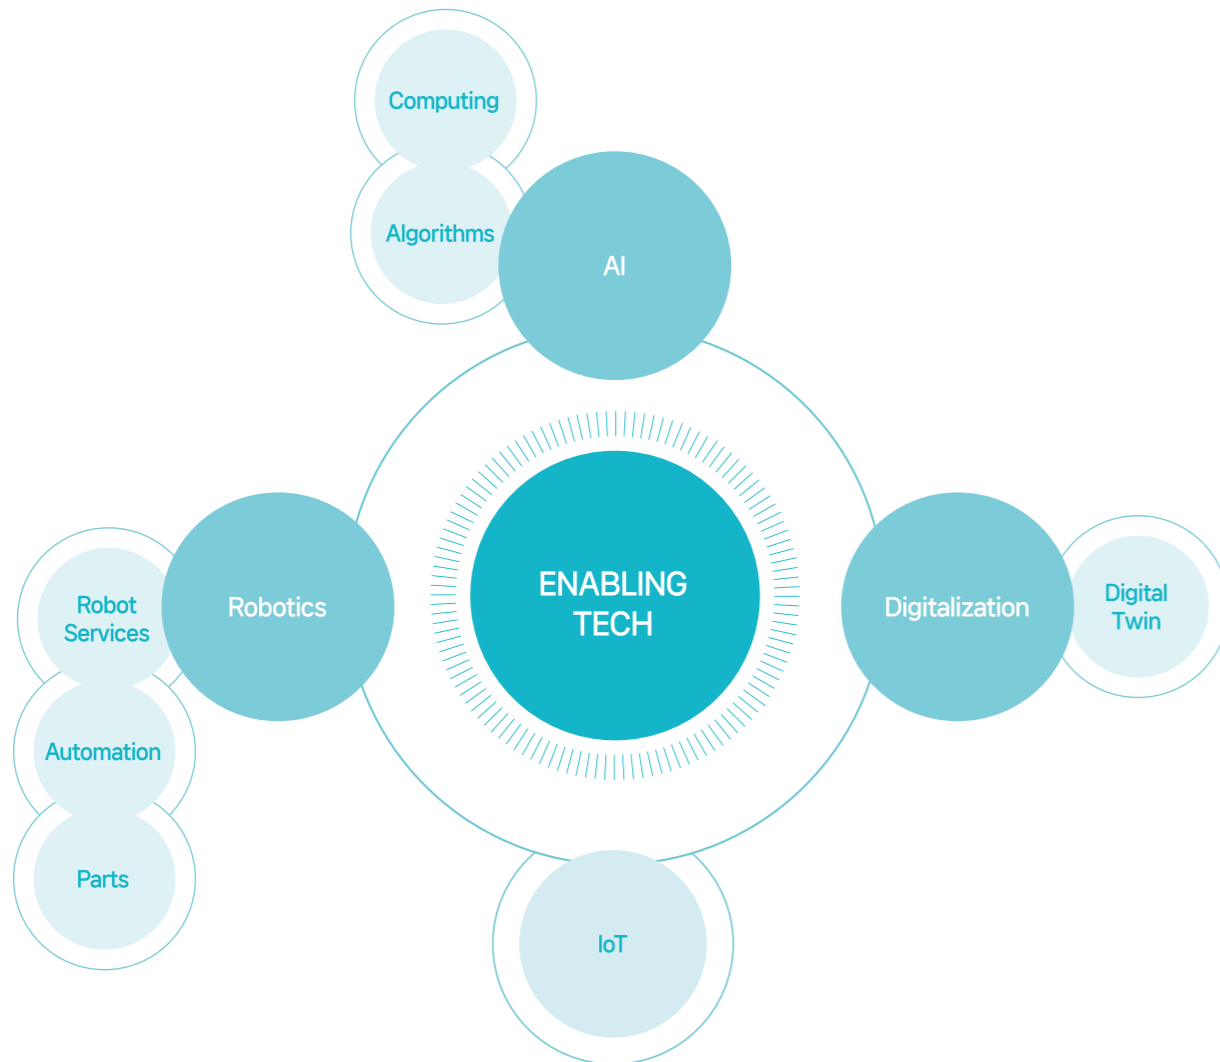 Computing
Algorithms
AI
ENABLING
TECH
Robotics
Robot
Services
Automation
Parts
Digitalization
Digital
Twin
IoT